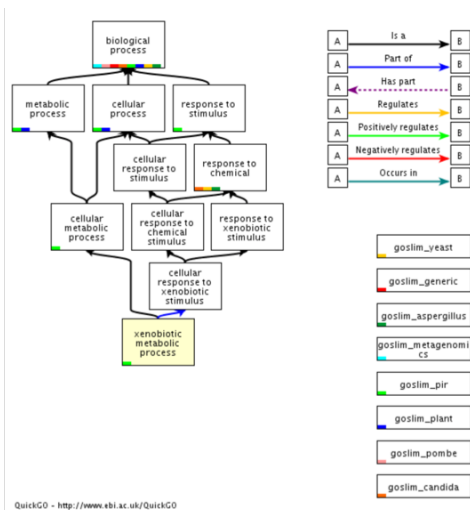 biological
process
metabolic
process
cellular
process
response to
stimulus
cellular
response to
stimulus
response to
chemical
cellular
metabolic
process
cellular
response to
chemical
stimulus
response to
xenobiotic
stimulus
cellular
response to
xenobiotic
stimulus
xenobiotic
metabolic
process
A Is a B
A Part of B
A Has part B
A Regulates B
A Positively regulates B
A Negatively regulates B
A Occurs in B
goslim_yeast
goslim_generic
goslim_aspergillus
goslim_metagenomi
cs
goslim_pir
goslim_plant
goslim_pombe
goslim_candida
QuickGO - http://www.ebi.ac.uk/QuickGO